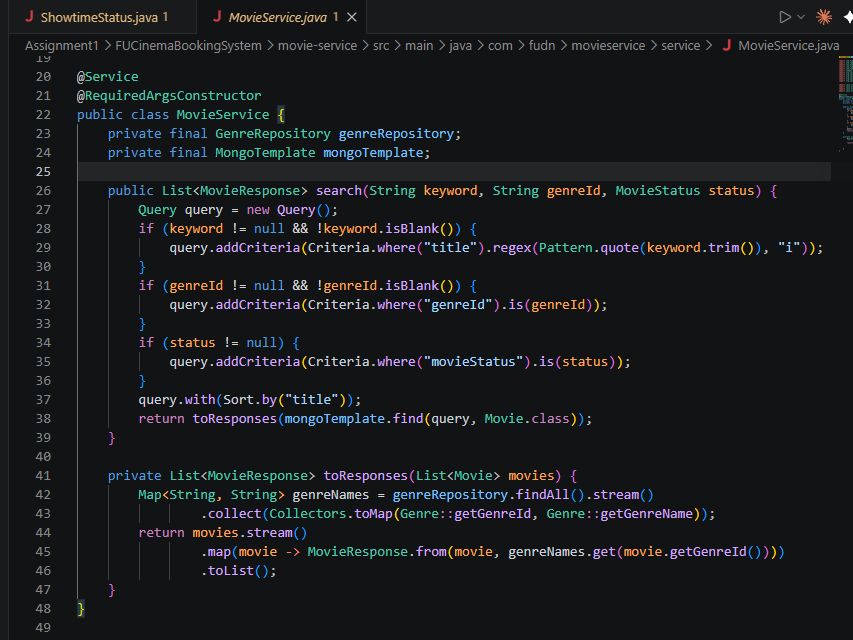 ShowtimeStatus.java 1
MovieService.java 1
Assignment1 > FUCinemaBookingSystem > movie-service > src > main > java > com > fudn > movieservice > service > MovieService.java
19
20 @Service
21 @RequiredArgsConstructor
22 public class MovieService {
23     private final GenreRepository genreRepository;
24     private final MongoTemplate mongoTemplate;
25
26     public List<MovieResponse> search(String keyword, String genreId, MovieStatus status) {
27         Query query = new Query();
28         if (keyword != null && !keyword.isBlank()) {
29             query.addCriteria(Criteria.where("title").regex(Pattern.quote(keyword.trim()), "i"));
30         }
31         if (genreId != null && !genreId.isBlank()) {
32             query.addCriteria(Criteria.where("genreId").is(genreId));
33         }
34         if (status != null) {
35             query.addCriteria(Criteria.where("movieStatus").is(status));
36         }
37         query.with(Sort.by("title"));
38         return toResponses(mongoTemplate.find(query, Movie.class));
39     }
40
41     private List<MovieResponse> toResponses(List<Movie> movies) {
42         Map<String, String> genreNames = genreRepository.findAll().stream()
43                 .collect(Collectors.toMap(Genre::getGenreId, Genre::getGenreName));
44         return movies.stream()
45                 .map(movie -> MovieResponse.from(movie, genreNames.get(movie.getGenreId())))
46                 .toList();
47     }
48 }
49